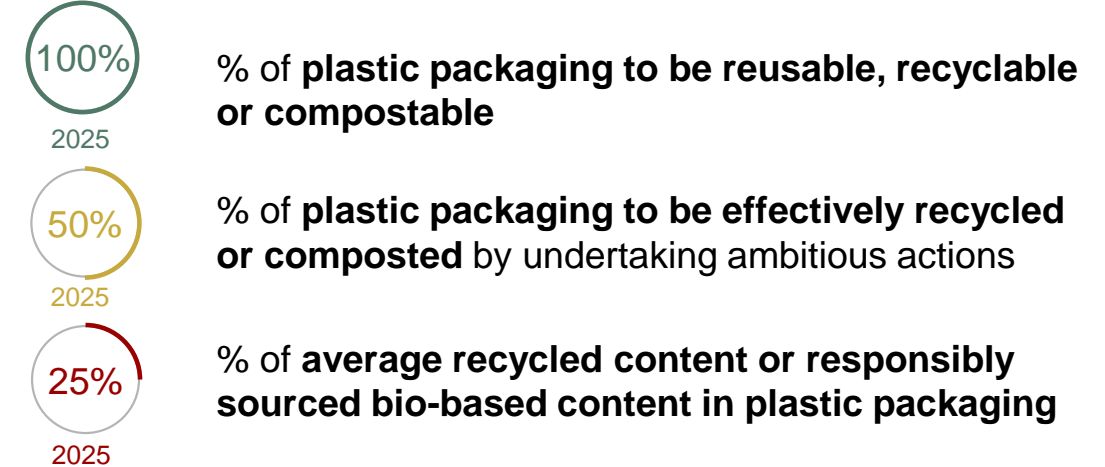 100%
2025
% of plastic packaging to be reusable, recyclable
or compostable
50%
2025
% of plastic packaging to be effectively recycled
or composted by undertaking ambitious actions
25%
2025
% of average recycled content or responsibly
sourced bio-based content in plastic packaging